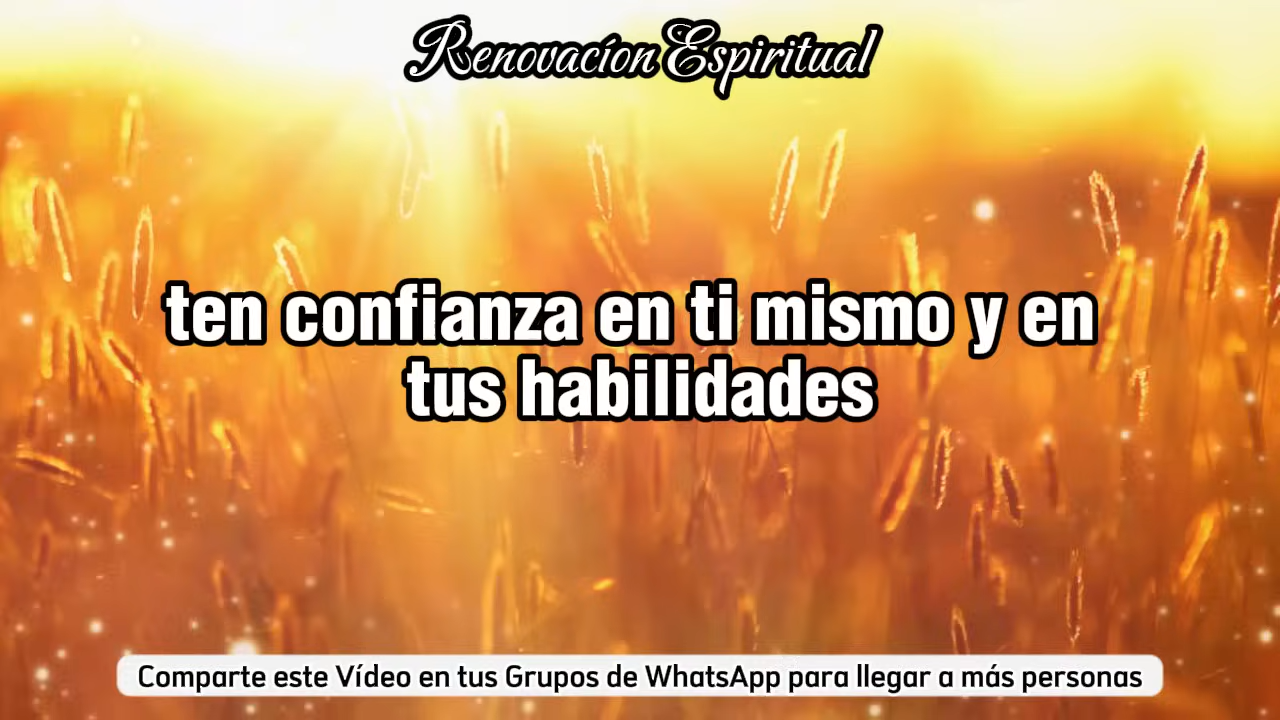 Renovacíon Espiritual
ten confianza en ti mismo y en
tus habilidades
Comparte este Vídeo en tus Grupos de WhatsApp para llegar a más personas